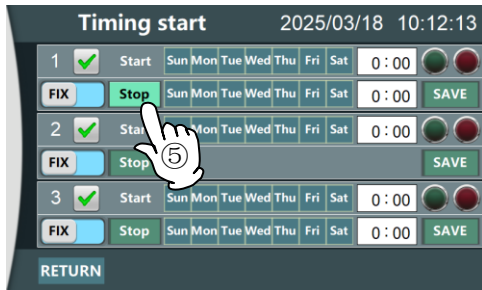 Timing start 2025/03/18 10:12:13
1 Start Sun Mon Tue Wed Thu Fri Sat 0:00
FIX Stop Sun Mon Tue Wed Thu Fri Sat 0:00 SAVE
2 Start Mon Tue Wed Thu Fri Sat 0:00
FIX Stop ⑤ SAVE
3 Start Sun Mon Tue Wed Thu Fri Sat 0:00
FIX Stop Sun Mon Tue Wed Thu Fri Sat 0:00 SAVE
RETURN